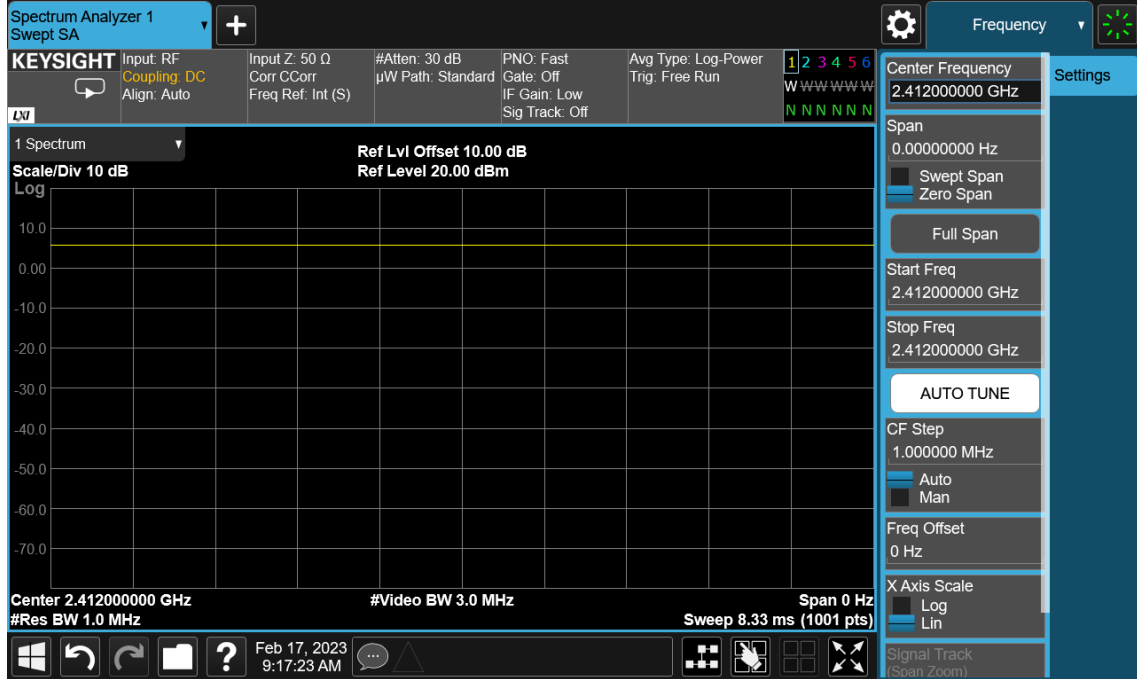 Spectrum Analyzer 1
Swept SA
+
Frequency
KEYSIGHT
LXI
Input: RF
Coupling: DC
Align: Auto
Input Z: 50 Ω
Corr CCorr
Freq Ref: Int (S)
#Atten: 30 dB
µW Path: Standard
PNO: Fast
Gate: Off
IF Gain: Low
Sig Track: Off
Avg Type: Log-Power
Trig: Free Run
1 2 3 4 5 6
W W W W W W
N N N N N N
1 Spectrum
Scale/Div 10 dB
Ref Lvl Offset 10.00 dB
Ref Level 20.00 dBm
Log
10.0
0.00
-10.0
-20.0
-30.0
-40.0
-50.0
-60.0
-70.0
Center 2.412000000 GHz
#Video BW 3.0 MHz
Span 0 Hz
#Res BW 1.0 MHz
Sweep 8.33 ms (1001 pts)
Feb 17, 2023
9:17:23 AM
?
Center Frequency
2.412000000 GHz
Span
0.00000000 Hz
Swept Span
Zero Span
Full Span
Start Freq
2.412000000 GHz
Stop Freq
2.412000000 GHz
AUTO TUNE
CF Step
1.000000 MHz
Auto
Man
Freq Offset
0 Hz
X Axis Scale
Log
Lin
Signal Track
(Span Zoom)
Settings